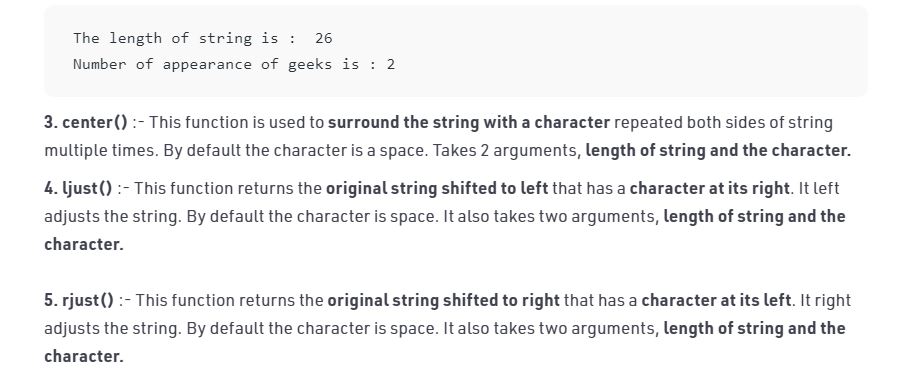 The length of string is :  26
Number of appearance of geeks is : 2
3. center() :- This function is used to surround the string with a character repeated both sides of string
multiple times. By default the character is a space. Takes 2 arguments, length of string and the character.
4. ljust() :- This function returns the original string shifted to left that has a character at its right. It left
adjusts the string. By default the character is space. It also takes two arguments, length of string and the
character.
5. rjust() :- This function returns the original string shifted to right that has a character at its left. It right
adjusts the string. By default the character is space. It also takes two arguments, length of string and the
character.